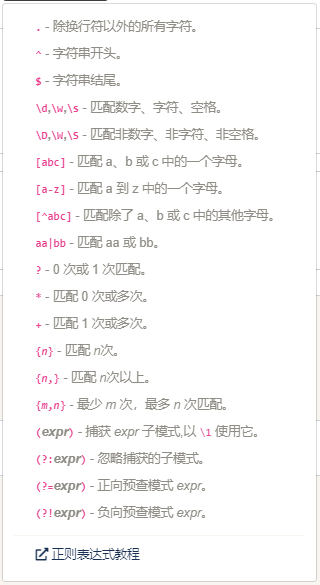 . - 除换行符以外的所有字符。
^ - 字符串开头。
$ - 字符串结尾。
\d,\w,\s - 匹配数字、字符、空格。
\D,\W,\S - 匹配非数字、非字符、非空格。
[abc] - 匹配 a、b 或 c 中的一个字母。
[a-z] - 匹配 a 到 z 中的一个字母。
[^abc] - 匹配除了 a、b 或 c 中的其他字母。
aa|bb - 匹配 aa 或 bb。
? - 0 次或 1 次匹配。
* - 匹配 0 次或多次。
+ - 匹配 1 次或多次。
{n} - 匹配 n次。
{n,} - 匹配 n次以上。
{m,n} - 最少 m 次，最多 n 次匹配。
(expr) - 捕获 expr 子模式,以 \1 使用它。
(?:expr) - 忽略捕获的子模式。
(?=expr) - 正向预查模式 expr。
(?!expr) - 负向预查模式 expr。
正则表达式教程